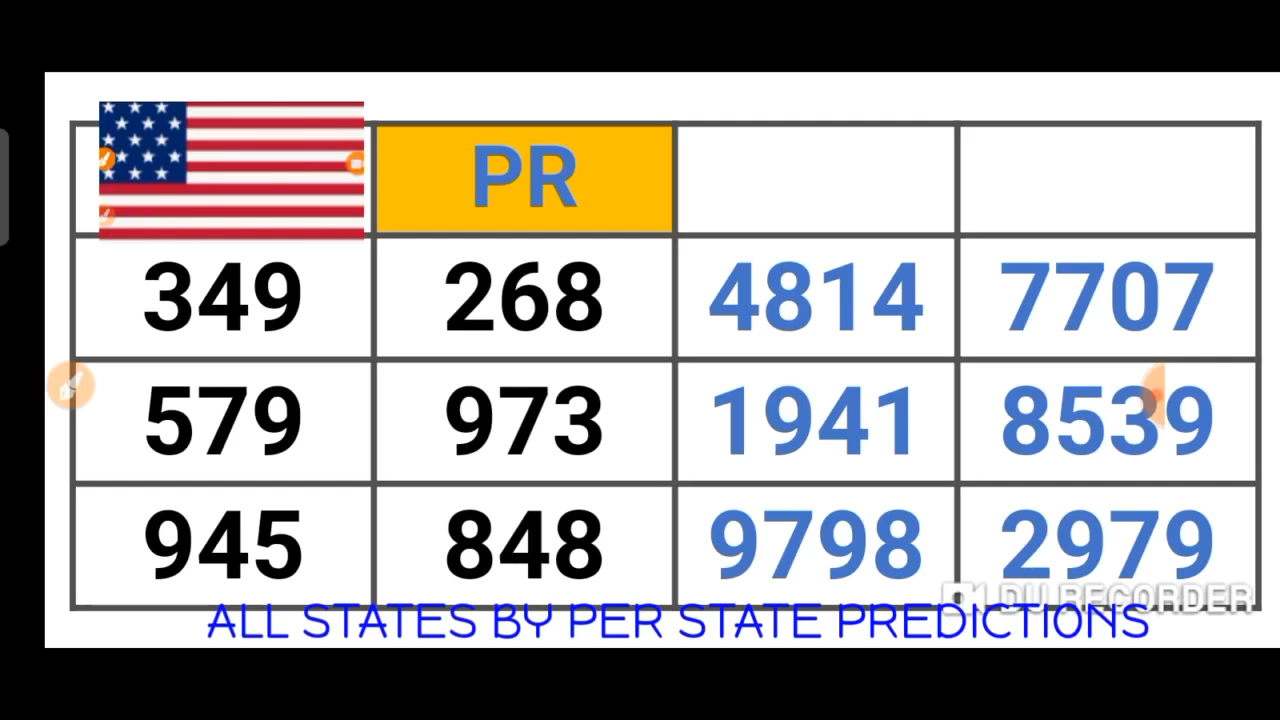 PR
349 268 4814 7707
579 973 1941 8539
945 848 9798 2979
DU RECORDER
ALL STATES BY PER STATE PREDICTIONS